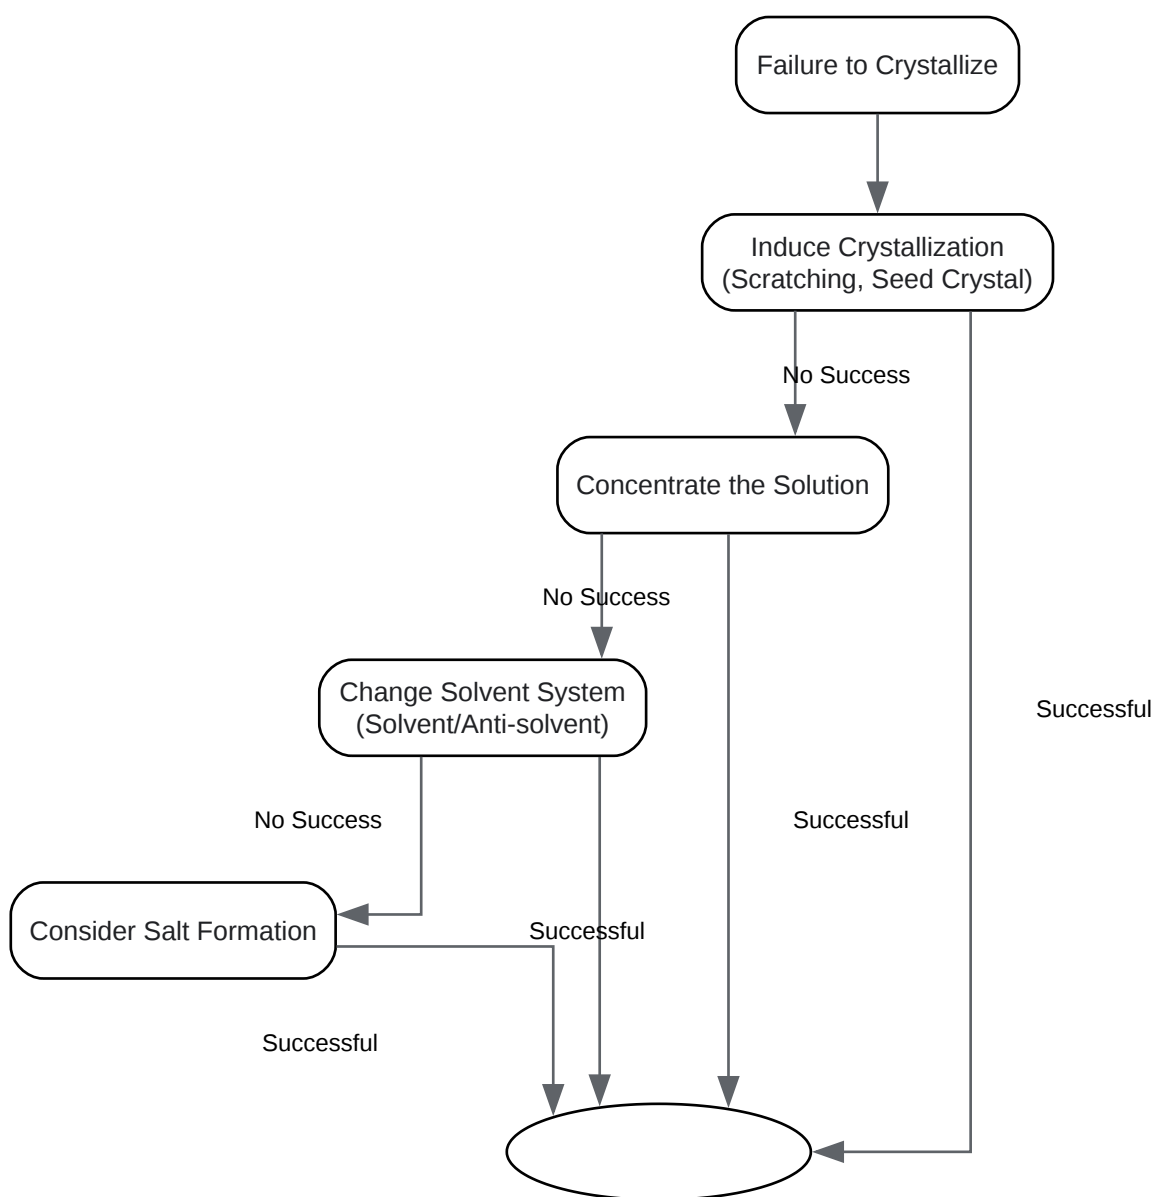 Failure to Crystallize
Induce Crystallization
(Scratching, Seed Crystal)
No Success
Concentrate the Solution
No Success
Change Solvent System
(Solvent/Anti-solvent)
Successful
No Success
Successful
Consider Salt Formation
Successful
Successful